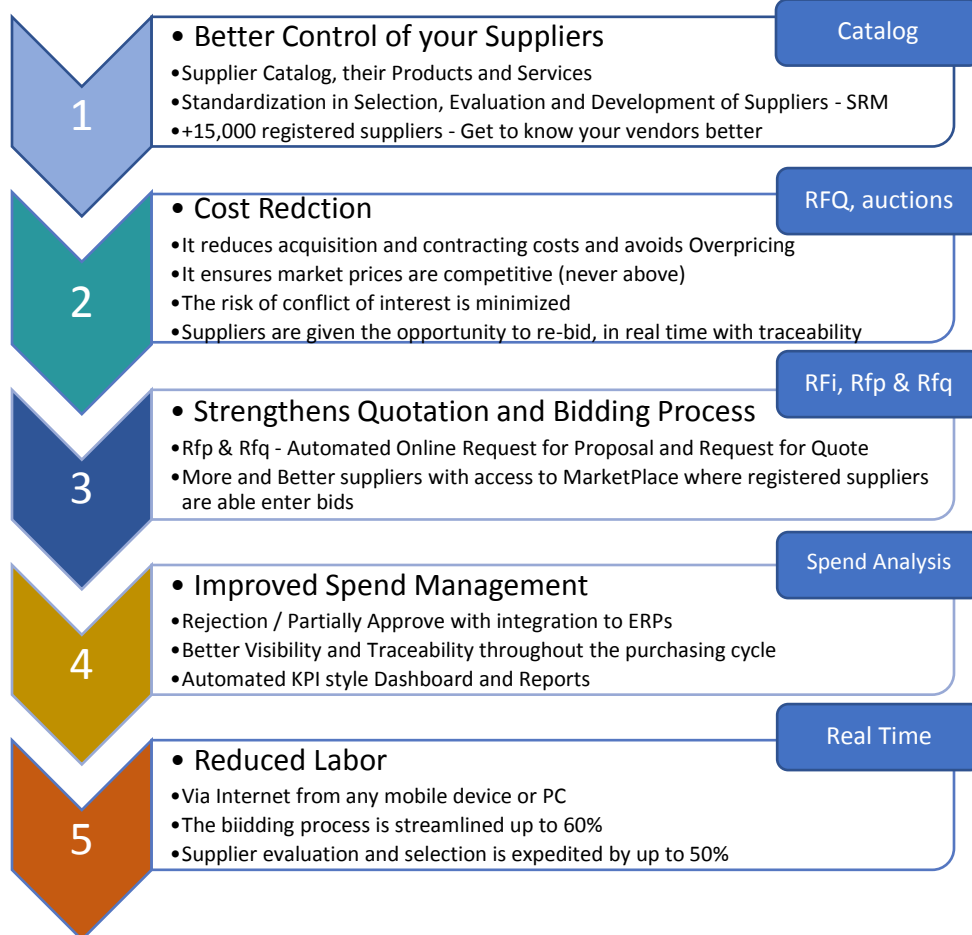 Catalog
• Better Control of your Suppliers
•Supplier Catalog, their Products and Services
•Standardization in Selection, Evaluation and Development of Suppliers - SRM
•+15,000 registered suppliers - Get to know your vendors better
1
RFQ, auctions
• Cost Redction
•It reduces acquisition and contracting costs and avoids Overpricing
•It ensures market prices are competitive (never above)
•The risk of conflict of interest is minimized
•Suppliers are given the opportunity to re-bid, in real time with traceability
2
RFi, Rfp & Rfq
• Strengthens Quotation and Bidding Process
•Rfp & Rfq - Automated Online Request for Proposal and Request for Quote
•More and Better suppliers with access to MarketPlace where registered suppliers
are able enter bids
3
Spend Analysis
• Improved Spend Management
•Rejection / Partially Approve with integration to ERPs
•Better Visibility and Traceability throughout the purchasing cycle
•Automated KPI style Dashboard and Reports
4
Real Time
• Reduced Labor
•Via Internet from any mobile device or PC
•The biidding process is streamlined up to 60%
•Supplier evaluation and selection is expedited by up to 50%
5